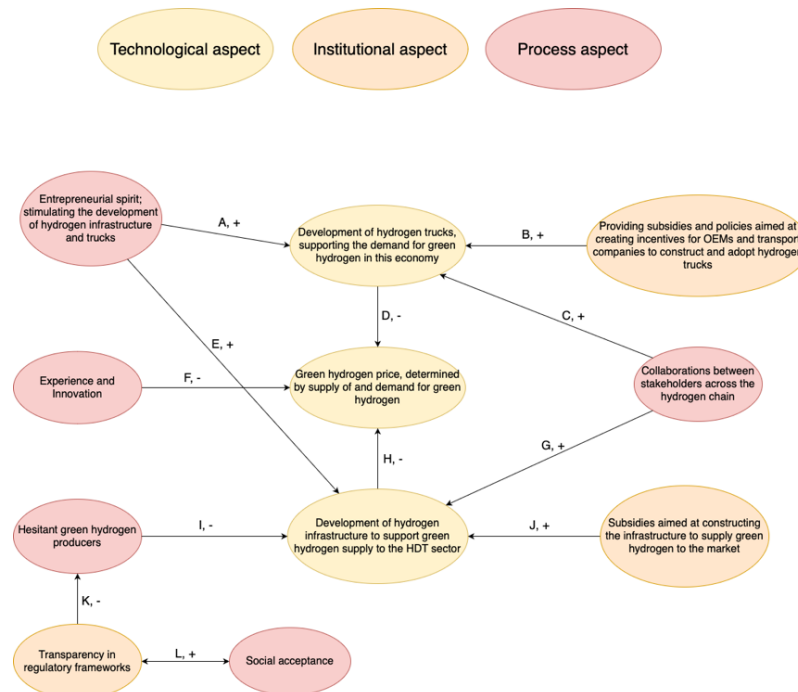 Technological aspect
Institutional aspect
Process aspect
Entrepreneurial spirit;
stimulating the development
of hydrogen infrastructure
and trucks
A, +
Development of hydrogen trucks,
supporting the demand for green
hydrogen in this economy
B, +
Providing subsidies and policies aimed at
creating incentives for OEMs and transport
companies to construct and adopt hydrogen
trucks
D, -
C, +
E, +
Experience and
Innovation
F, -
Green hydrogen price, determined
by supply of and demand for green
hydrogen
Collaborations between
stakeholders across the
hydrogen chain
G, +
H, -
Hesitant green hydrogen
producers
I, -
Development of hydrogen
infrastructure to support green
hydrogen supply to the HDT sector
J, +
Subsidies aimed at constructing
the infrastructure to supply green
hydrogen to the market
K, -
Transparency in
regulatory frameworks
L, +
Social acceptance